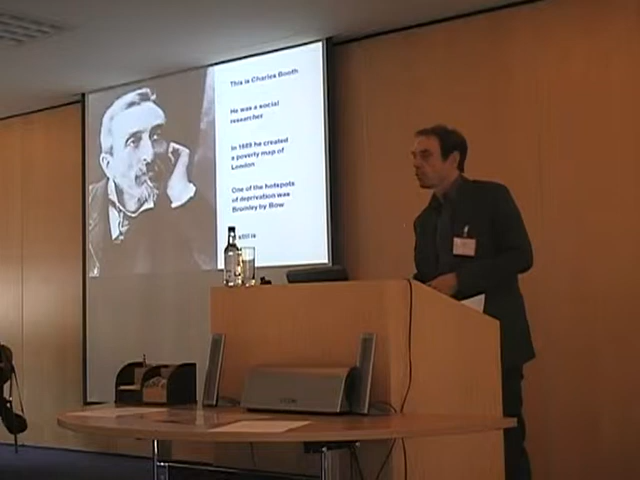 This is Charles Booth
He was a social
researcher
In 1889 he created
a poverty map of
London
One of the hotspots
of deprivation was
Bromley by Bow
still is